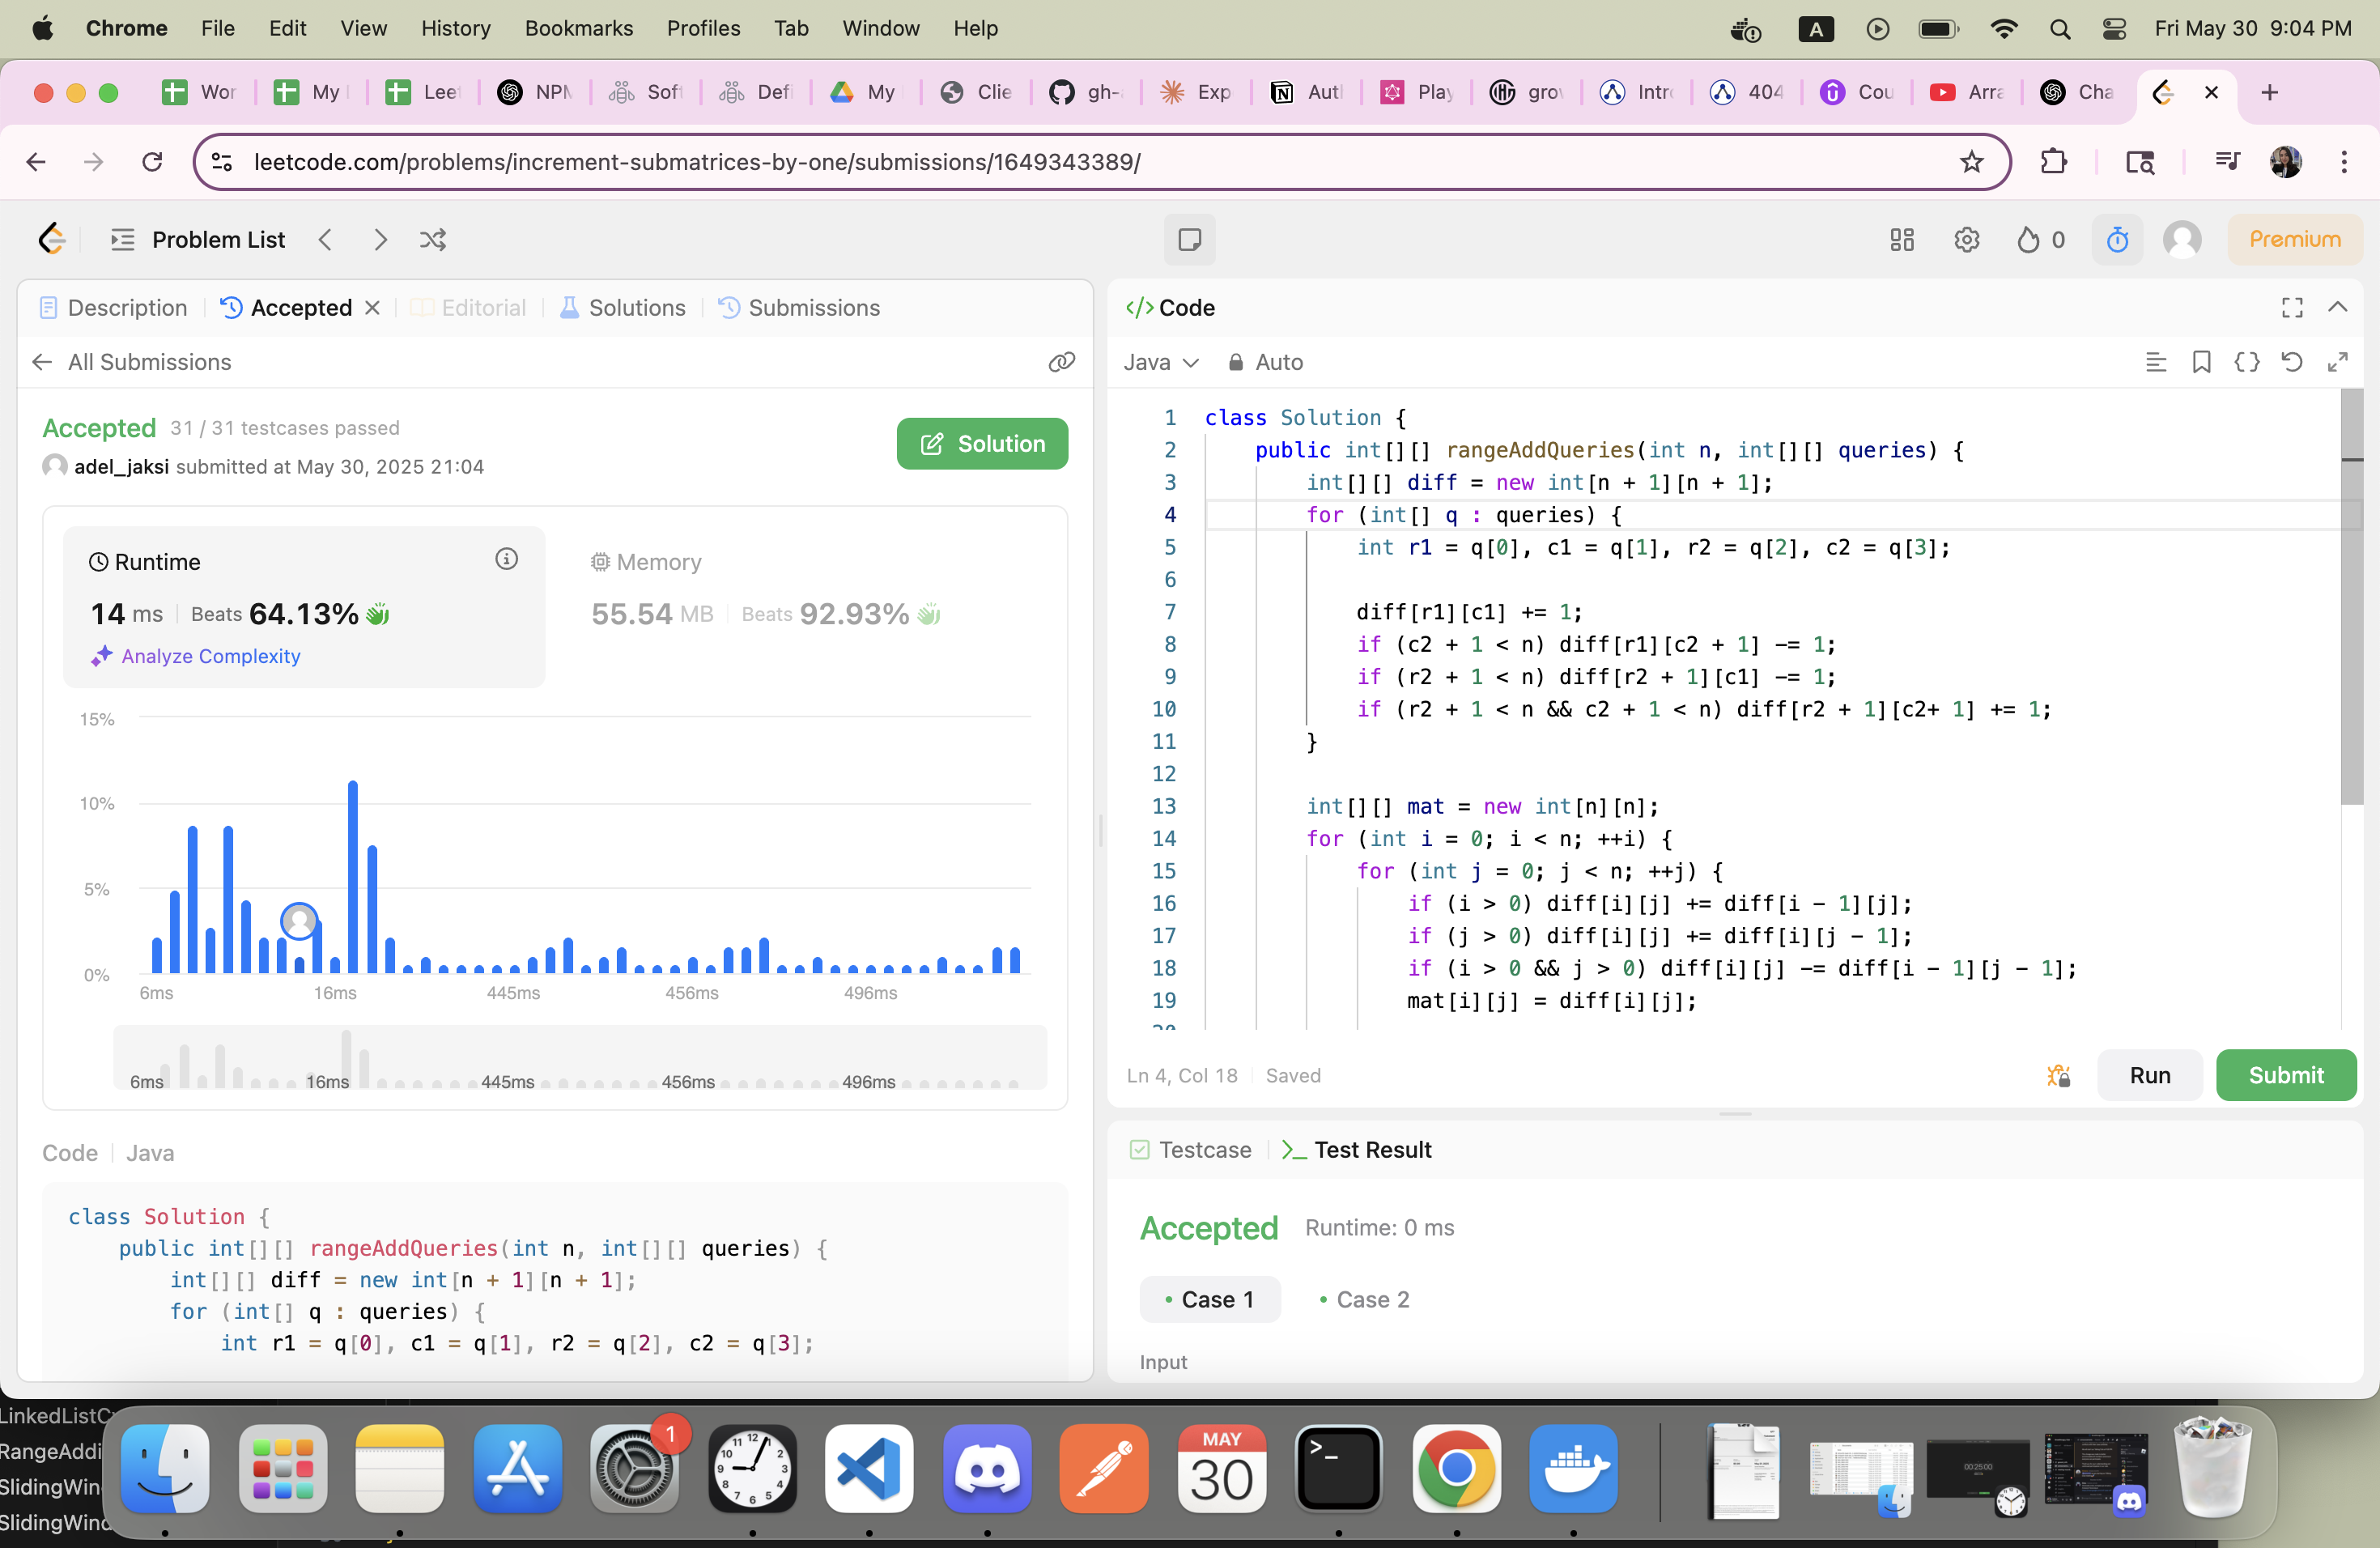 Chrome File Edit View History Bookmarks Profiles Tab Window Help A Fri May 30 9:04 PM
Wor My Leet NPM Soft Defi My Clie gh-a Exp Auth Play grov Intro 404 Cou Arra Cha
leetcode.com/problems/increment-submatrices-by-one/submissions/1649343389/
Problem List 0 Premium
Description Accepted Editorial Solutions Submissions
All Submissions
Accepted 31 / 31 testcases passed
adel_jaksi submitted at May 30, 2025 21:04
Solution
Runtime
14 ms Beats 64.13%
Analyze Complexity
Memory
55.54 MB Beats 92.93%
15%
10%
5%
0%
6ms 16ms 445ms 456ms 496ms
6ms 16ms 445ms 456ms 496ms
Code Java
class Solution {
public int[][] rangeAddQueries(int n, int[][] queries) {
int[][] diff = new int[n + 1][n + 1];
for (int[] q : queries) {
int r1 = q[0], c1 = q[1], r2 = q[2], c2 = q[3];
</> Code
Java Auto
1 class Solution {
2 public int[][] rangeAddQueries(int n, int[][] queries) {
3 int[][] diff = new int[n + 1][n + 1];
4 for (int[] q : queries) {
5 int r1 = q[0], c1 = q[1], r2 = q[2], c2 = q[3];
6
7 diff[r1][c1] += 1;
8 if (c2 + 1 < n) diff[r1][c2 + 1] -= 1;
9 if (r2 + 1 < n) diff[r2 + 1][c1] -= 1;
10 if (r2 + 1 < n && c2 + 1 < n) diff[r2 + 1][c2+ 1] += 1;
11 }
12
13 int[][] mat = new int[n][n];
14 for (int i = 0; i < n; ++i) {
15 for (int j = 0; j < n; ++j) {
16 if (i > 0) diff[i][j] += diff[i - 1][j];
17 if (j > 0) diff[i][j] += diff[i][j - 1];
18 if (i > 0 && j > 0) diff[i][j] -= diff[i - 1][j - 1];
19 mat[i][j] = diff[i][j];
20
Ln 4, Col 18 Saved
Run Submit
Testcase Test Result
Accepted Runtime: 0 ms
Case 1 Case 2
Input
LinkedListC
RangeAddi
SlidingWin
SlidingWind
1
MAY
30
00:25:00